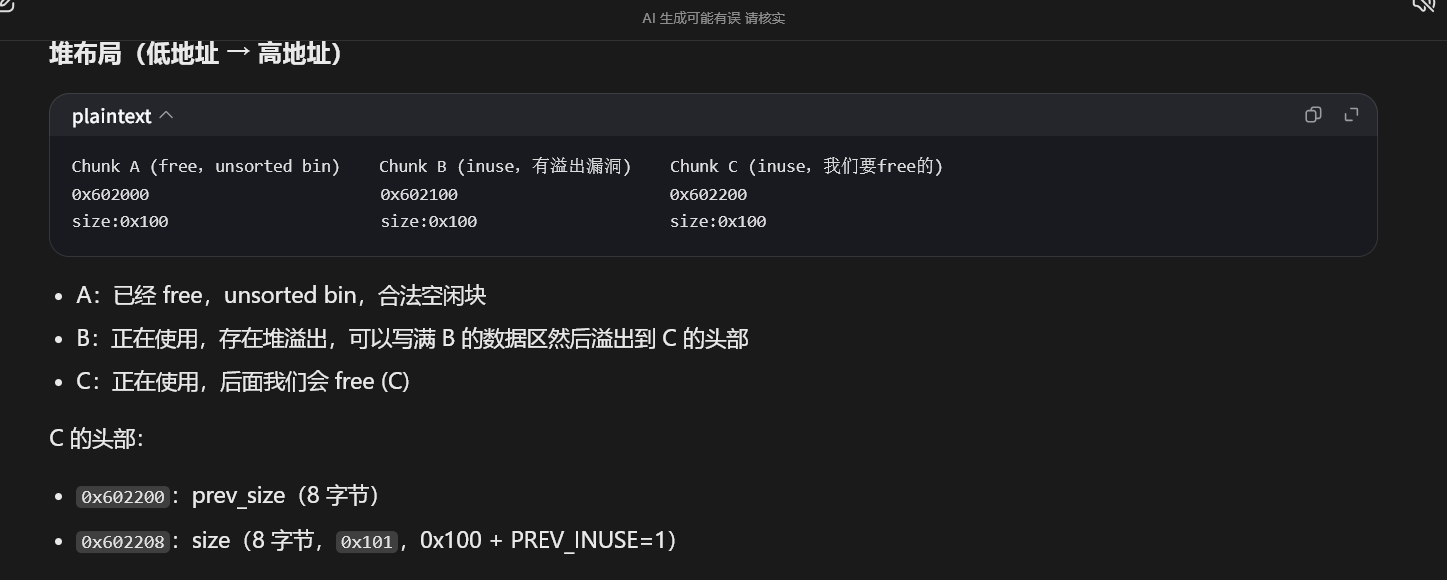 AI 生成可能有误 请核实
堆布局（低地址 → 高地址）
plaintext
Chunk A (free，unsorted bin)    Chunk B (inuse，有溢出漏洞)    Chunk C (inuse，我们要free的)
0x602000    0x602100    0x602200
size:0x100    size:0x100    size:0x100
• A：已经 free，unsorted bin，合法空闲块
• B：正在使用，存在堆溢出，可以写满 B 的数据区然后溢出到 C 的头部
• C：正在使用，后面我们会 free (C)
C 的头部：
• 0x602200：prev_size（8 字节）
• 0x602208：size（8 字节，0x101，0x100 + PREV_INUSE=1）